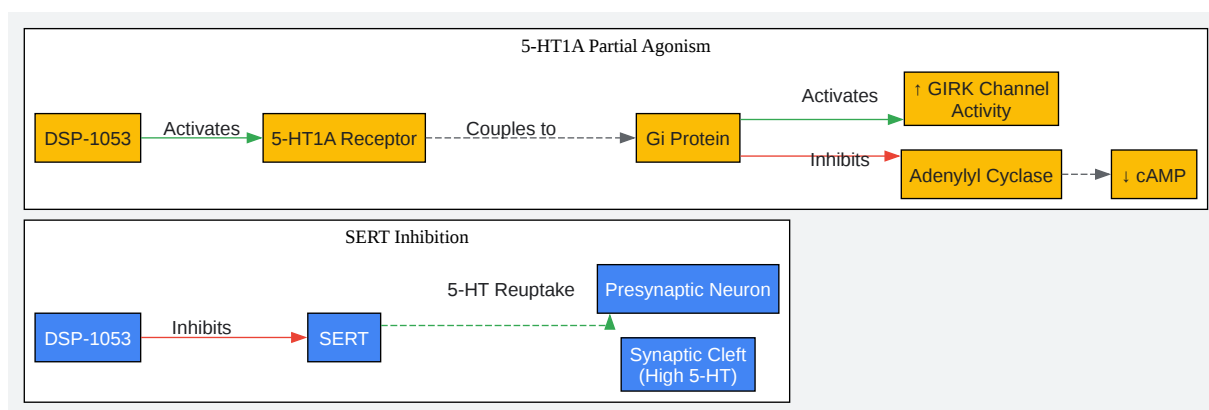 5-HT1A Partial Agonism
DSP-1053
Activates
5-HT1A Receptor
Couples to
Gi Protein
Activates
↑ GIRK Channel
Activity
Inhibits
Adenylyl Cyclase
↓ cAMP
SERT Inhibition
DSP-1053
Inhibits
SERT
5-HT Reuptake
Presynaptic Neuron
Synaptic Cleft
(High 5-HT)